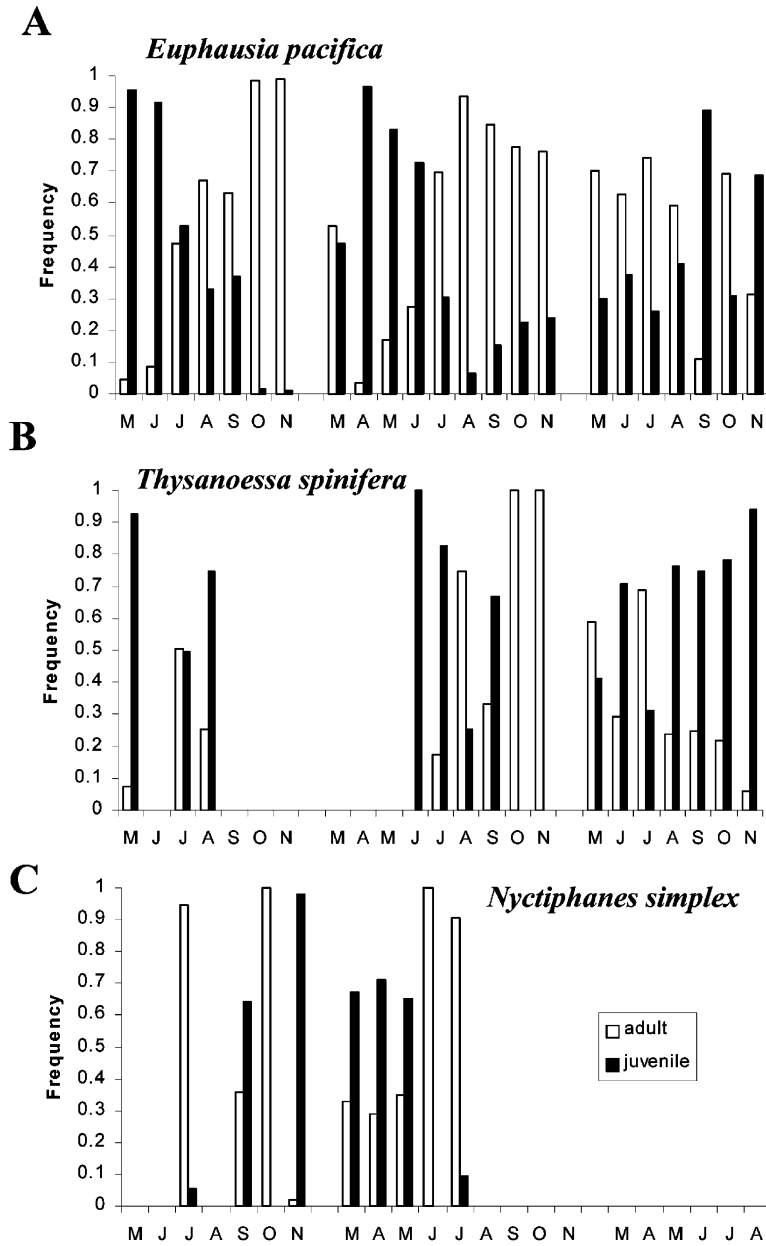 A
Euphausia pacifica
Frequency
1
0.9
0.8
0.7
0.6
0.5
0.4
0.3
0.2
0.1
0
M J J A S O N M A M J J A S O N M J J A S O N
B
Thysanoessa spinifera
Frequency
1
0.9
0.8
0.7
0.6
0.5
0.4
0.3
0.2
0.1
0
M J J A S O N M A M J J A S O N M J J A S O N
C
Nyctiphanes simplex
Frequency
1
0.9
0.8
0.7
0.6
0.5
0.4
0.3
0.2
0.1
0
adult
juvenile
M J J A S O N M A M J J A S O N M A M J J A